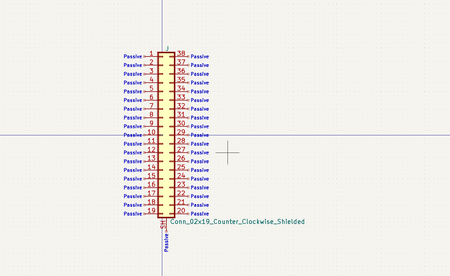 J
Passive 1 38 Passive
Passive 2 37 Passive
Passive 3 36 Passive
Passive 4 35 Passive
Passive 5 34 Passive
Passive 6 33 Passive
Passive 7 32 Passive
Passive 8 31 Passive
Passive 9 30 Passive
Passive 10 29 Passive
Passive 11 28 Passive
Passive 12 27 Passive
Passive 13 26 Passive
Passive 14 25 Passive
Passive 15 24 Passive
Passive 16 23 Passive
Passive 17 22 Passive
Passive 18 21 Passive
Passive 19 20 Passive
Conn_02x19_Counter_Clockwise_Shielded
SH
Passive